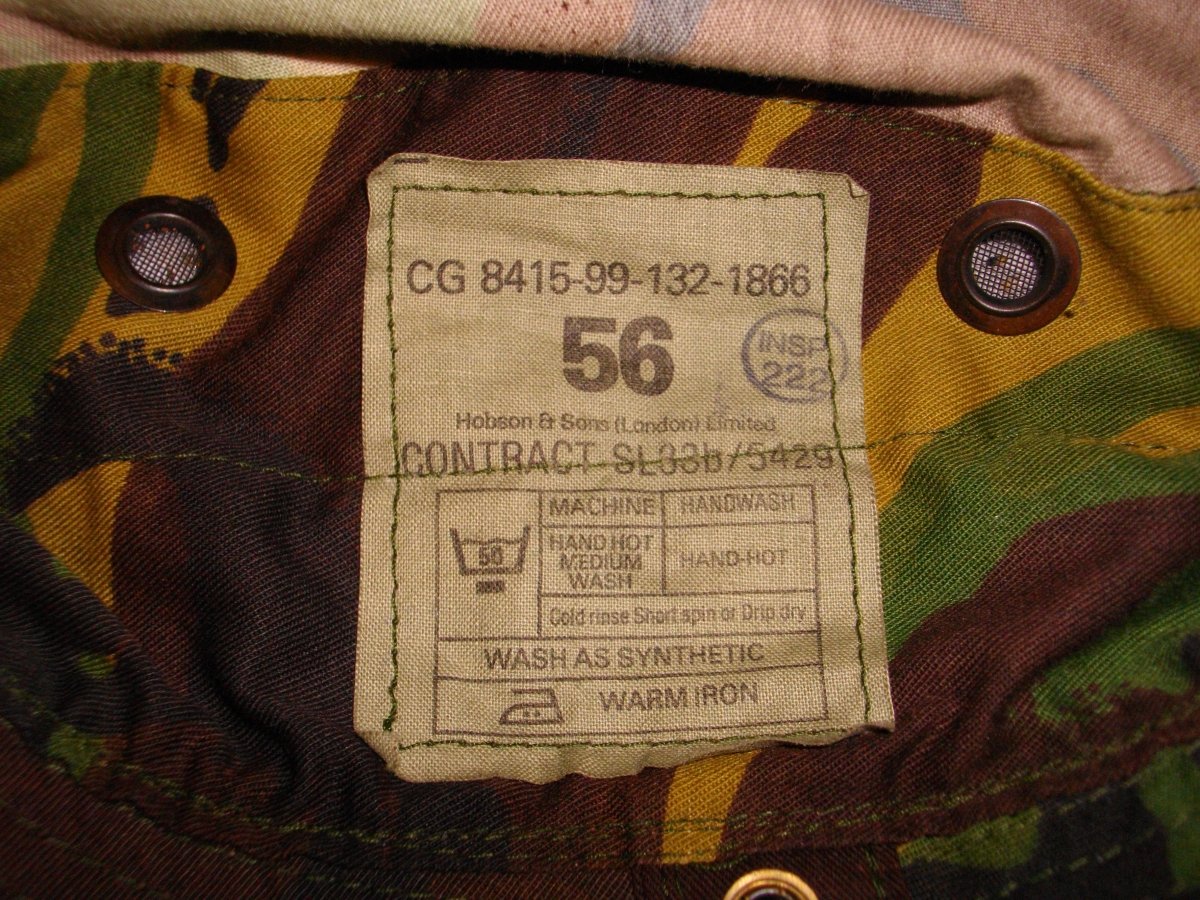 CG 8415-99-132-1866
56
INSP
222
Hobson & Sons (London) Limited
CONTRACT SL33b/5429
50
MACHINE
HANDWASH
HAND HOT
MEDIUM
WASH
HAND-HOT
Cold rinse Short spin or Drip dry
WASH AS SYNTHETIC
WARM IRON